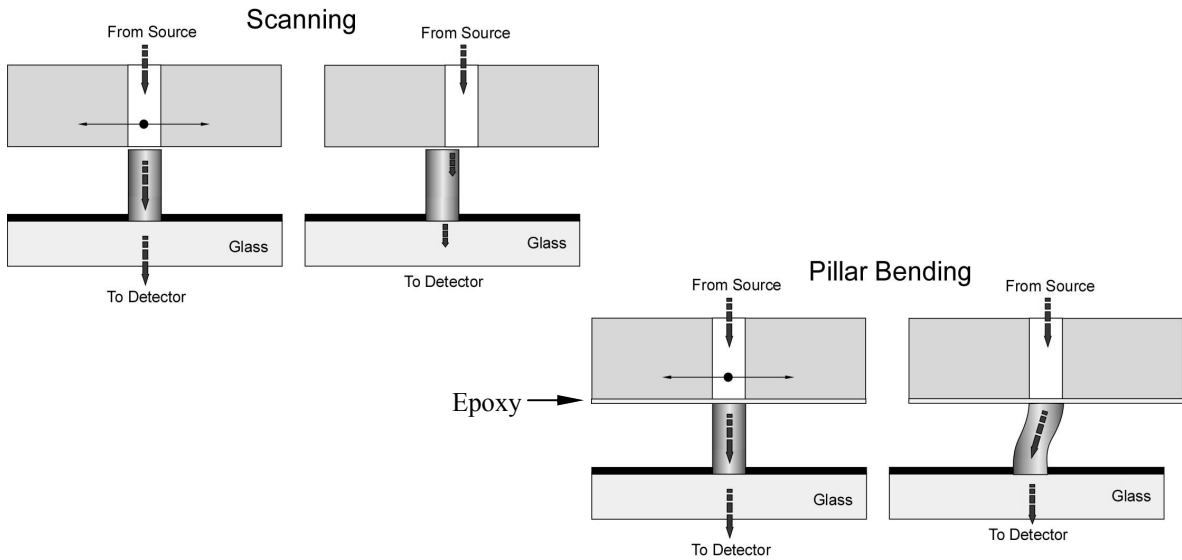 Scanning
From Source
From Source
Glass
Glass
To Detector
To Detector
Pillar Bending
From Source
From Source
Epoxy
Glass
Glass
To Detector
To Detector